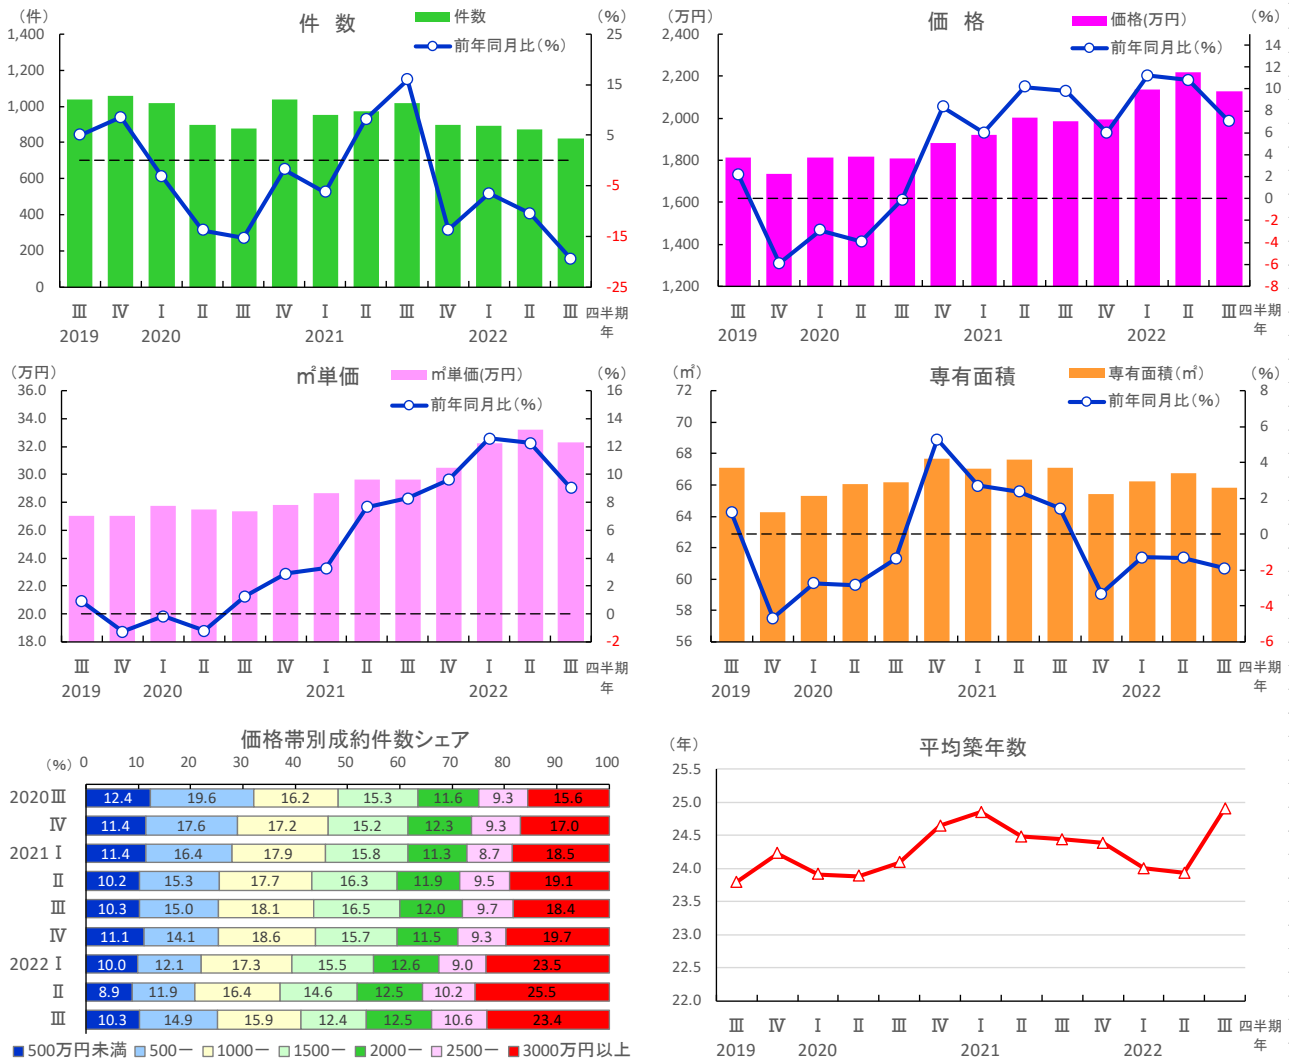 （件） 件　数 件数 前年同月比(%) （%）
1,400 1,200 1,000 800 600 400 200 0
25 15 5 -5 -15 -25
Ⅲ Ⅳ Ⅰ Ⅱ Ⅲ Ⅳ Ⅰ Ⅱ Ⅲ Ⅳ Ⅰ Ⅱ Ⅲ 四半期
2019 2020 2021 2022 年
（万円） 価　格 価格(万円) 前年同月比(%) （%）
2,400 2,200 2,000 1,800 1,600 1,400 1,200
14 12 10 8 6 4 2 0 -2 -4 -6 -8
Ⅲ Ⅳ Ⅰ Ⅱ Ⅲ Ⅳ Ⅰ Ⅱ Ⅲ Ⅳ Ⅰ Ⅱ Ⅲ 四半期
2019 2020 2021 2022 年
（万円） ㎡単価 ㎡単価(万円) 前年同月比(%) （%）
36.0 34.0 32.0 30.0 28.0 26.0 24.0 22.0 20.0 18.0
16 14 12 10 8 6 4 2 0 -2
Ⅲ Ⅳ Ⅰ Ⅱ Ⅲ Ⅳ Ⅰ Ⅱ Ⅲ Ⅳ Ⅰ Ⅱ Ⅲ 四半期
2019 2020 2021 2022 年
（㎡） 専有面積 専有面積(㎡) 前年同月比(%) （%）
72 70 68 66 64 62 60 58 56
8 6 4 2 0 -2 -4 -6
Ⅲ Ⅳ Ⅰ Ⅱ Ⅲ Ⅳ Ⅰ Ⅱ Ⅲ Ⅳ Ⅰ Ⅱ Ⅲ 四半期
2019 2020 2021 2022 年
価格帯別成約件数シェア
（%） 0 10 20 30 40 50 60 70 80 90 100
2020Ⅲ 12.4 19.6 16.2 15.3 11.6 9.3 15.6
Ⅳ 11.4 17.6 17.2 15.2 12.3 9.3 17.0
2021 Ⅰ 11.4 16.4 17.9 15.8 11.3 8.7 18.5
Ⅱ 10.2 15.3 17.7 16.3 11.9 9.5 19.1
Ⅲ 10.3 15.0 18.1 16.5 12.0 9.7 18.4
Ⅳ 11.1 14.1 18.6 15.7 11.5 9.3 19.7
2022 Ⅰ 10.0 12.1 17.3 15.5 12.6 9.0 23.5
Ⅱ 8.9 11.9 16.4 14.6 12.5 10.2 25.5
Ⅲ 10.3 14.9 15.9 12.4 12.5 10.6 23.4
500万円未満 500ー 1000ー 1500ー 2000ー 2500ー 3000万円以上
（年） 平均築年数
25.5 25.0 24.5 24.0 23.5 23.0 22.5 22.0
Ⅲ Ⅳ Ⅰ Ⅱ Ⅲ Ⅳ Ⅰ Ⅱ Ⅲ Ⅳ Ⅰ Ⅱ Ⅲ 四半期
2019 2020 2021 2022 年